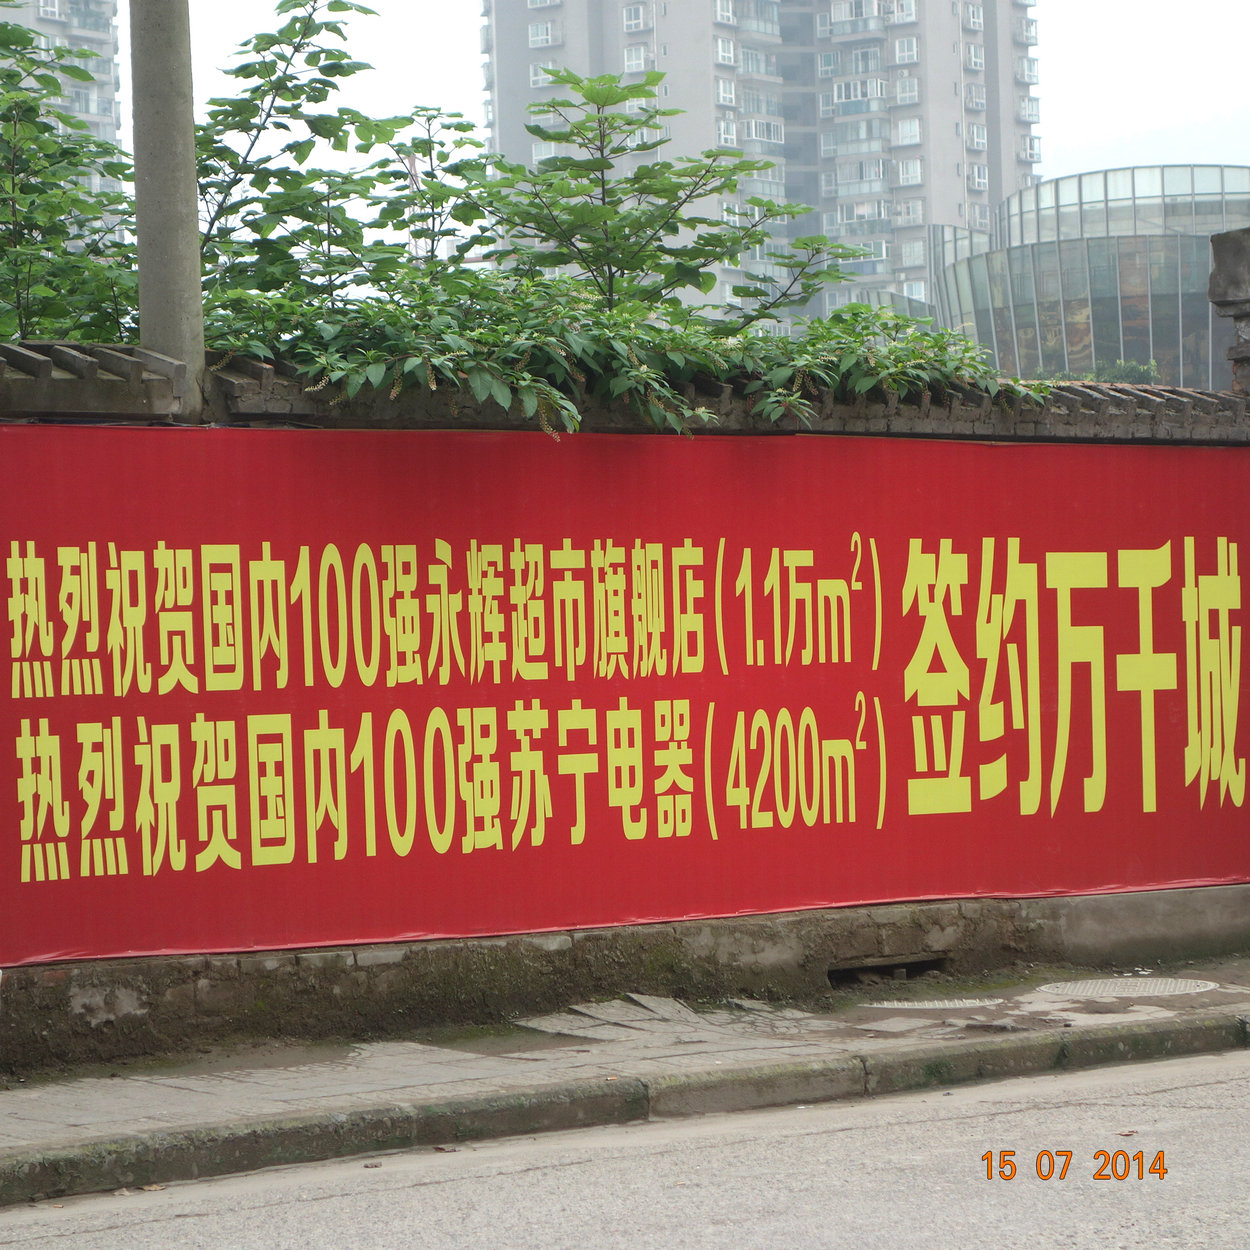 热烈祝贺国内100强永辉超市旗舰店(1.1万m²)
热烈祝贺国内100强苏宁电器(4200m²)
签约万千城
15 07 2014